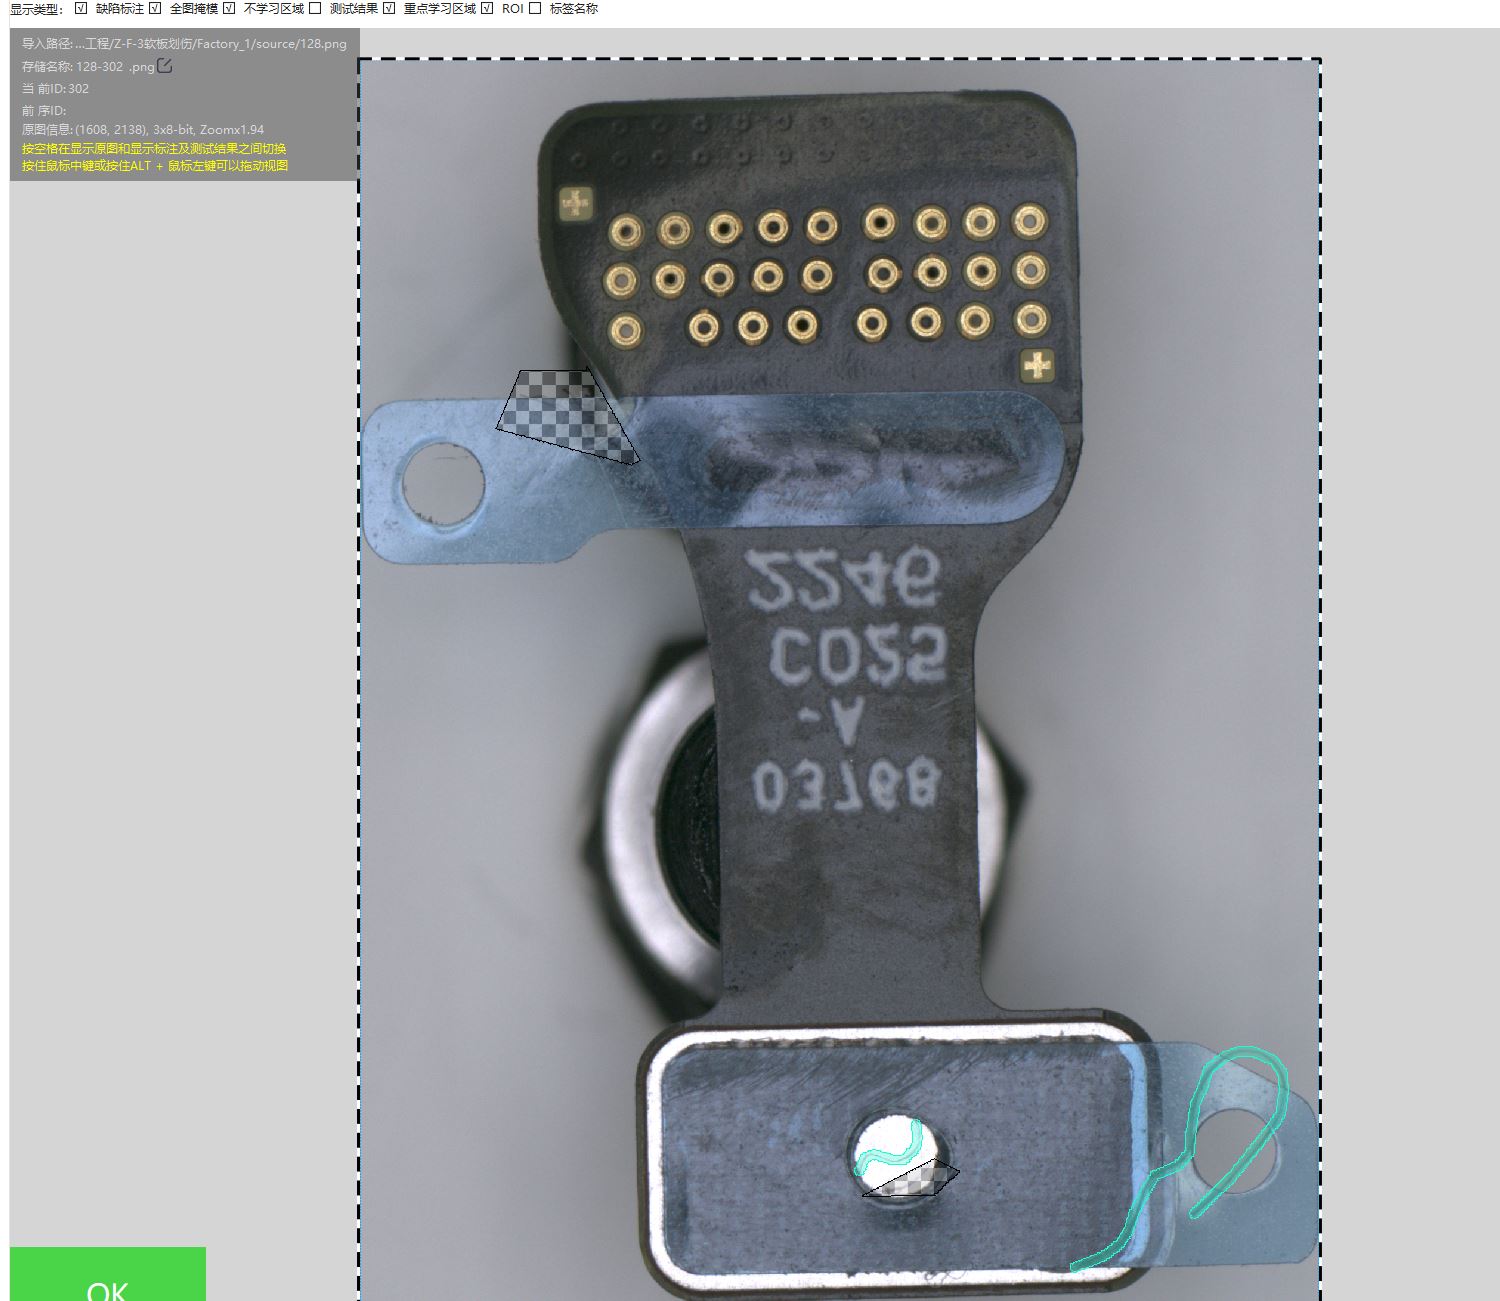 显示类型： 缺陷标注 全图掩模 不学习区域 测试结果 重点学习区域 ROI 标签名称
导入路径: ...工程/Z-F-3软板划伤/Factory_1/source/128.png
存储名称: 128-302 .png
当 前ID: 302
前 序ID:
原图信息: (1608, 2138), 3x8-bit, Zoomx1.94
按空格在显示原图和显示标注及测试结果之间切换
按住鼠标中键或按住ALT + 鼠标左键可以拖动视图
2246
C025
-A
03768
OK